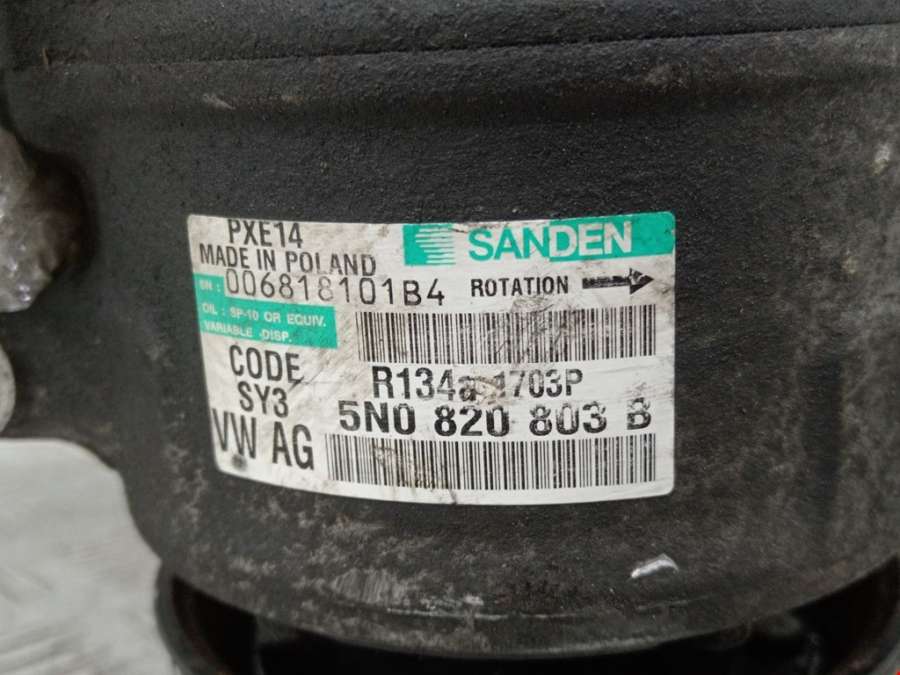 PXE14
SANDEN
MADE IN POLAND
SN : 006818101B4
ROTATION
OIL : SP-10 OR EQUIV.
VARIABLE DISP.
CODE
SY3
R134a 1703P
5N0 820 803 B
VW AG